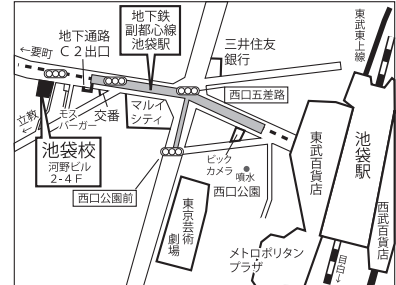 地下鉄
副都心線
池袋駅
地下通路
C2出口
←要町
三井住友
銀行
東武東上線
西口五差路
モス
バーガー
交番
マルイ
シティ
立教
←
池袋校
河野ビル
2-4F
西口公園前
ビック
カメラ
噴水
西口公園
東武百貨店
池袋駅
西武百貨店
東京芸術
劇場
メトロポリタン
プラザ
目白→